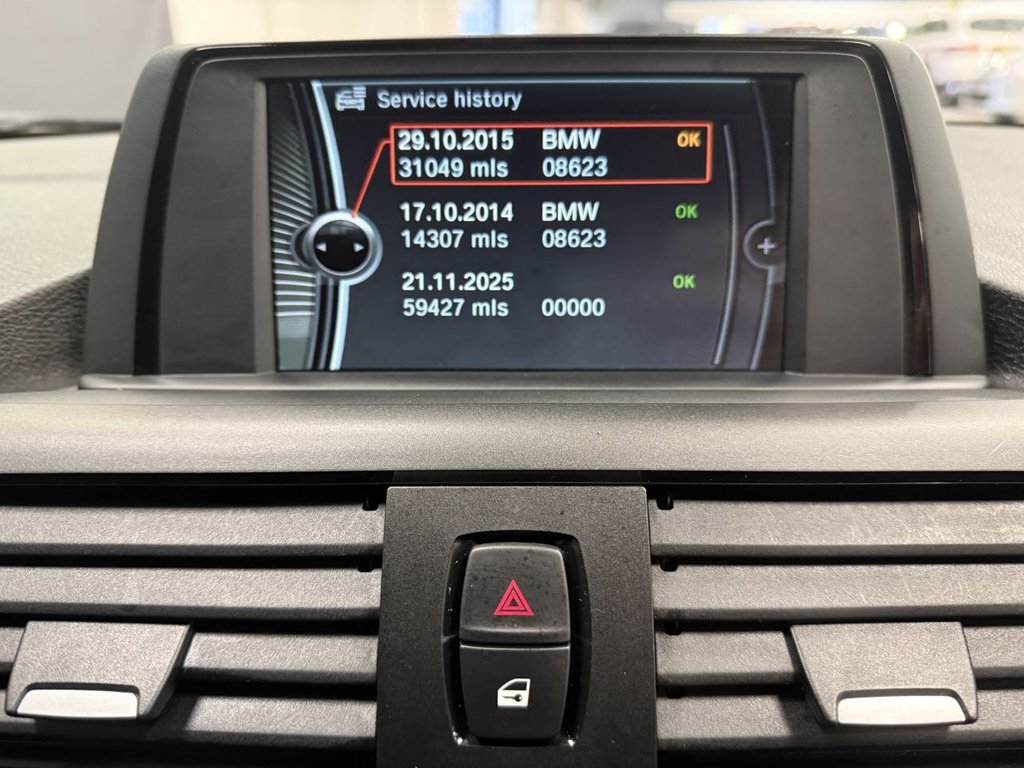 Service history
29.10.2015 BMW OK
31049 mls 08623
17.10.2014 BMW OK
14307 mls 08623
21.11.2025 OK
59427 mls 00000